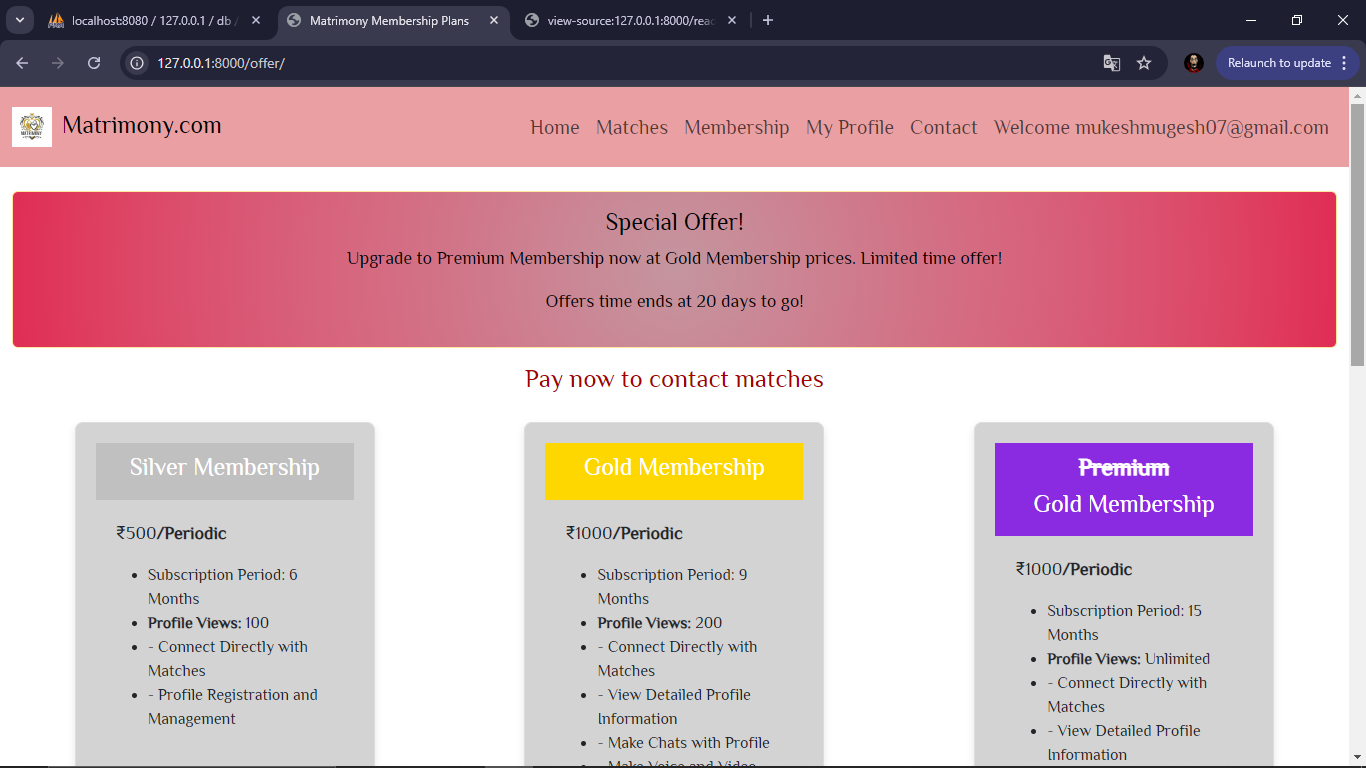 localhost:8080 / 127.0.0.1 / db /
Matrimony Membership Plans
view-source:127.0.0.1:8000/read
127.0.0.1:8000/offer/
Relaunch to update
MATRIMONY
Matrimony.com
Home Matches Membership My Profile Contact Welcome mukeshmugesh07@gmail.com
Special Offer!
Upgrade to Premium Membership now at Gold Membership prices. Limited time offer!
Offers time ends at 20 days to go!
Pay now to contact matches
Silver Membership
₹500/Periodic
• Subscription Period: 6
Months
• Profile Views: 100
• - Connect Directly with
Matches
• - Profile Registration and
Management
Gold Membership
₹1000/Periodic
• Subscription Period: 9
Months
• Profile Views: 200
• - Connect Directly with
Matches
• - View Detailed Profile
Information
• - Make Chats with Profile
• - Make Voice and Video
Premium
Gold Membership
₹1000/Periodic
• Subscription Period: 15
Months
• Profile Views: Unlimited
• - Connect Directly with
Matches
• - View Detailed Profile
Information